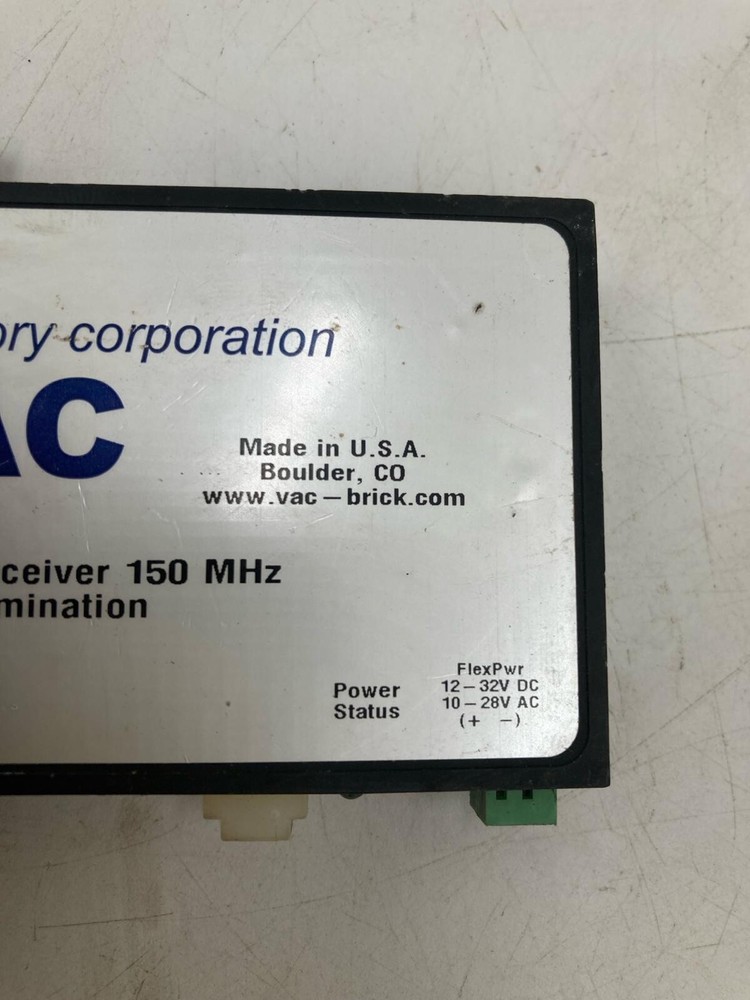 ory corporation
AC
Made in U.S.A.
Boulder, CO
www.vac-brick.com
ceiver 150 MHz
mination
Power
Status
FlexPwr
12-32V DC
10-28V AC
(+ -)